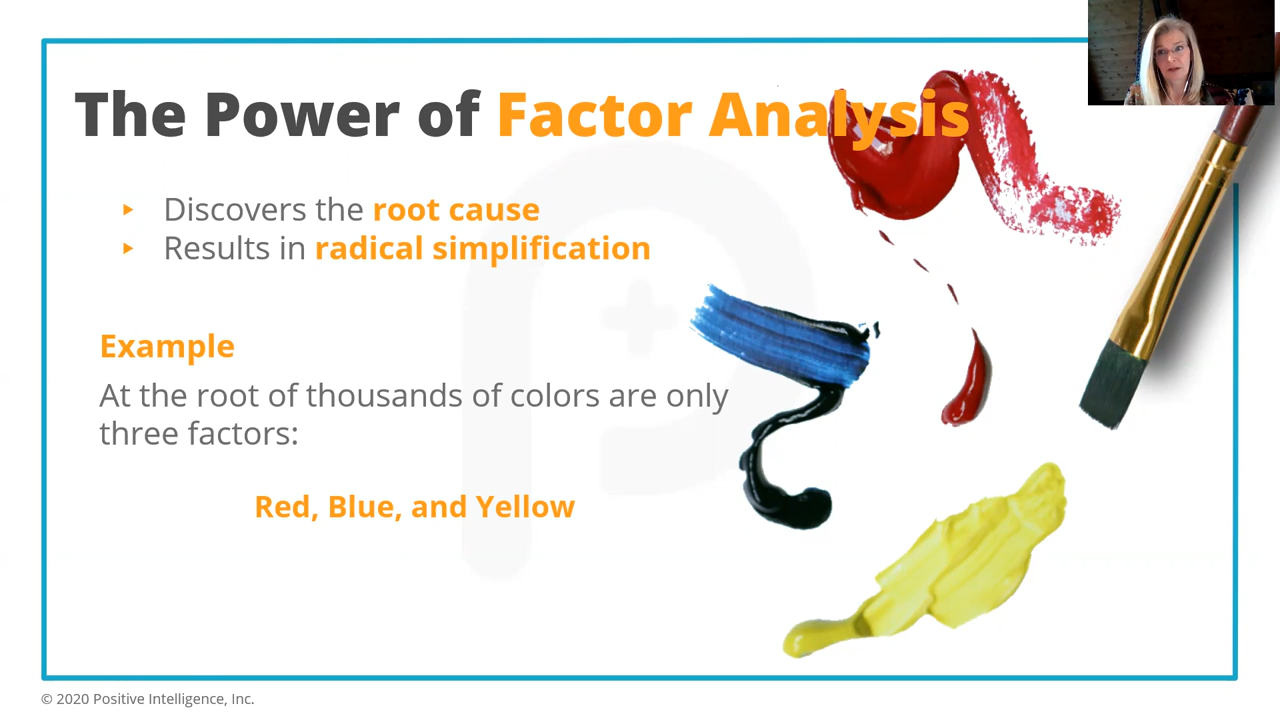 The Power of Factor Analysis
‣ Discovers the root cause
‣ Results in radical simplification
Example
At the root of thousands of colors are only
three factors:
Red, Blue, and Yellow
© 2020 Positive Intelligence, Inc.